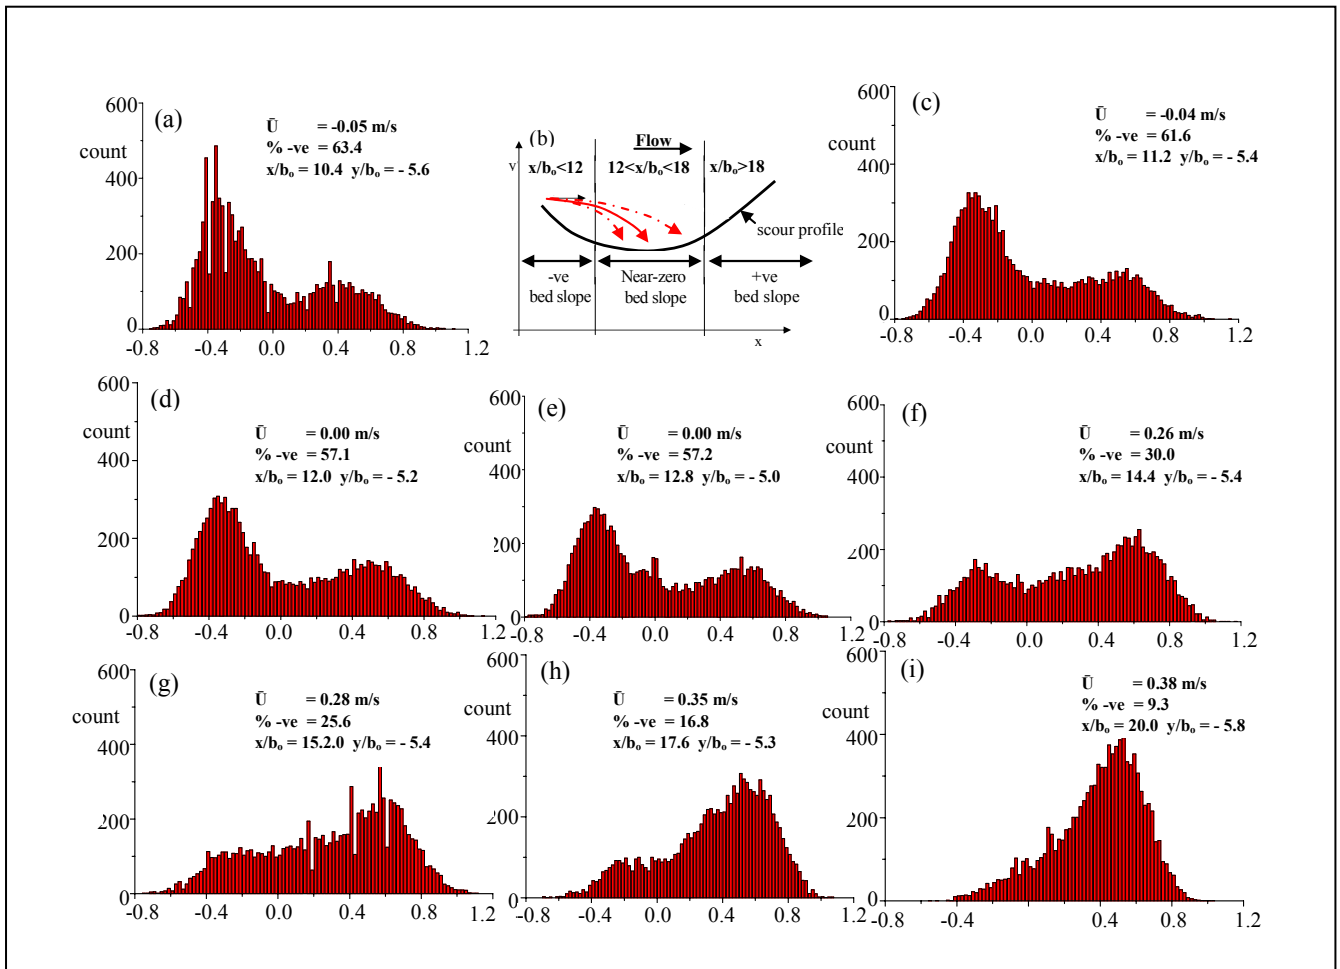 (a)
600
400
200
0
count
Ū = -0.05 m/s
% -ve = 63.4
x/bₒ = 10.4 y/bₒ = - 5.6
-0.8 -0.4 0.0 0.4 0.8 1.2
(b)
Flow
v
x/bₒ<12 12<x/bₒ<18 x/bₒ>18
scour profile
-ve bed slope
Near-zero bed slope
+ve bed slope
x
(c)
600
400
200
0
count
Ū = -0.04 m/s
% -ve = 61.6
x/bₒ = 11.2 y/bₒ = - 5.4
-0.8 -0.4 0.0 0.4 0.8 1.2
(d)
600
400
200
0
count
Ū = 0.00 m/s
% -ve = 57.1
x/bₒ = 12.0 y/bₒ = - 5.2
-0.8 -0.4 0.0 0.4 0.8 1.2
(e)
600
400
200
0
count
Ū = 0.00 m/s
% -ve = 57.2
x/bₒ = 12.8 y/bₒ = - 5.0
-0.8 -0.4 0.0 0.4 0.8 1.2
(f)
600
400
200
0
count
Ū = 0.26 m/s
% -ve = 30.0
x/bₒ = 14.4 y/bₒ = - 5.4
-0.8 -0.4 0.0 0.4 0.8 1.2
(g)
600
400
200
0
count
Ū = 0.28 m/s
% -ve = 25.6
x/bₒ = 15.2.0 y/bₒ = - 5.4
-0.8 -0.4 0.0 0.4 0.8 1.2
(h)
600
400
200
0
count
Ū = 0.35 m/s
% -ve = 16.8
x/bₒ = 17.6 y/bₒ = - 5.3
-0.8 -0.4 0.0 0.4 0.8 1.2
(i)
600
400
200
0
count
Ū = 0.38 m/s
% -ve = 9.3
x/bₒ = 20.0 y/bₒ = - 5.8
-0.8 -0.4 0.4 0.8 1.2